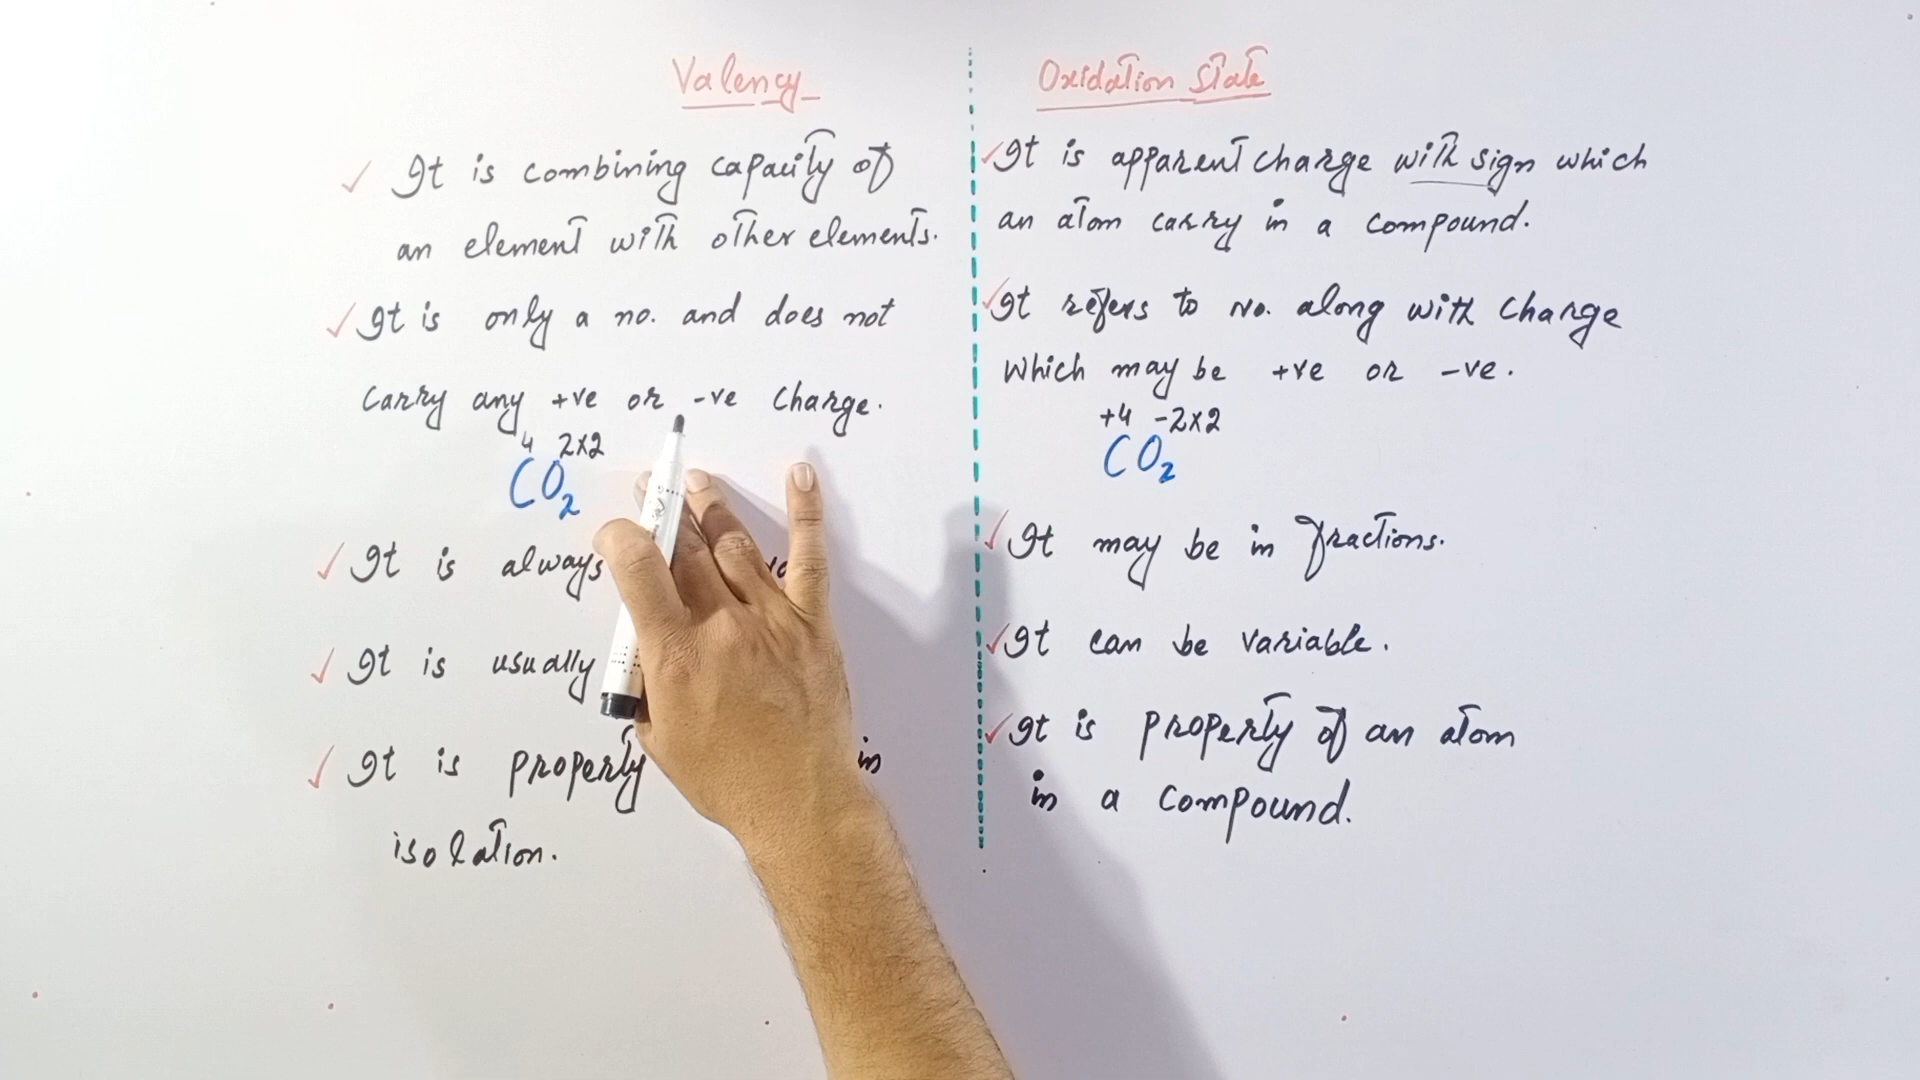 Valency
It is combining capacity of
an element with other elements.
It is only a no. and does not
carry any +ve or -ve charge.
4 2x2
CO2
It is always
It is usually
It is property in
isolation.
Oxidation State
It is apparent charge with sign which
an atom carry in a compound.
It refers to No. along with charge
which may be +ve or -ve.
+4 -2x2
CO2
It may be in fractions.
It can be variable.
It is property of an atom
in a compound.